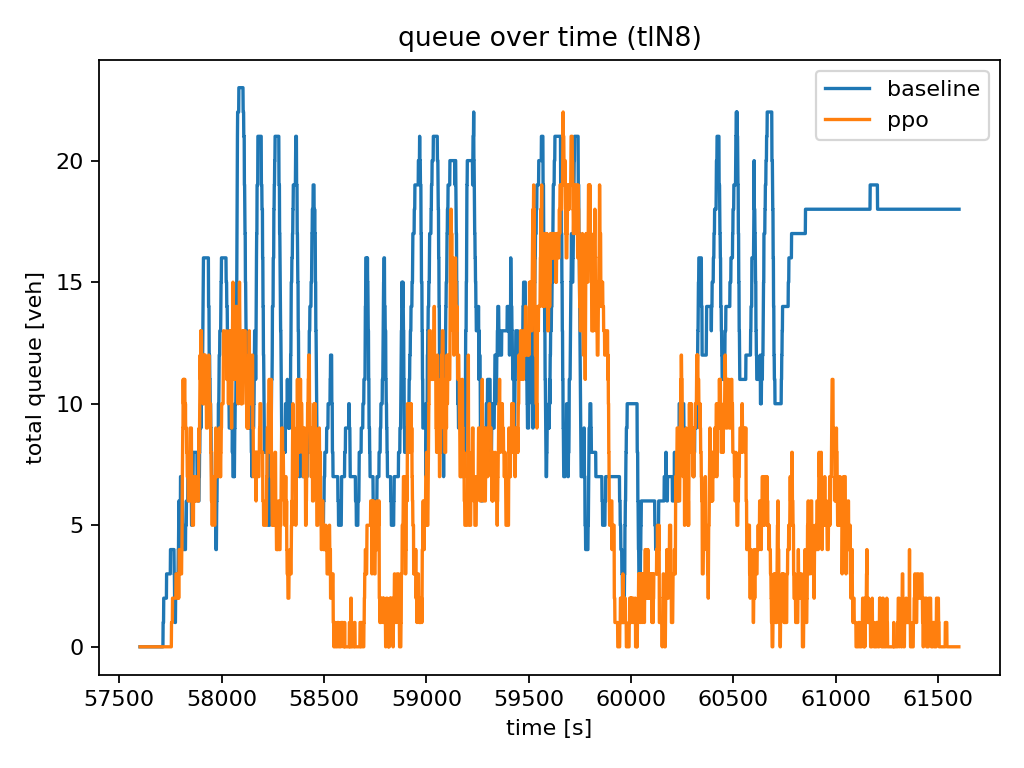 queue over time (tlN8)
baseline
ppo
total queue [veh]
20
15
10
5
0
57500 58000 58500 59000 59500 60000 60500 61000 61500
time [s]